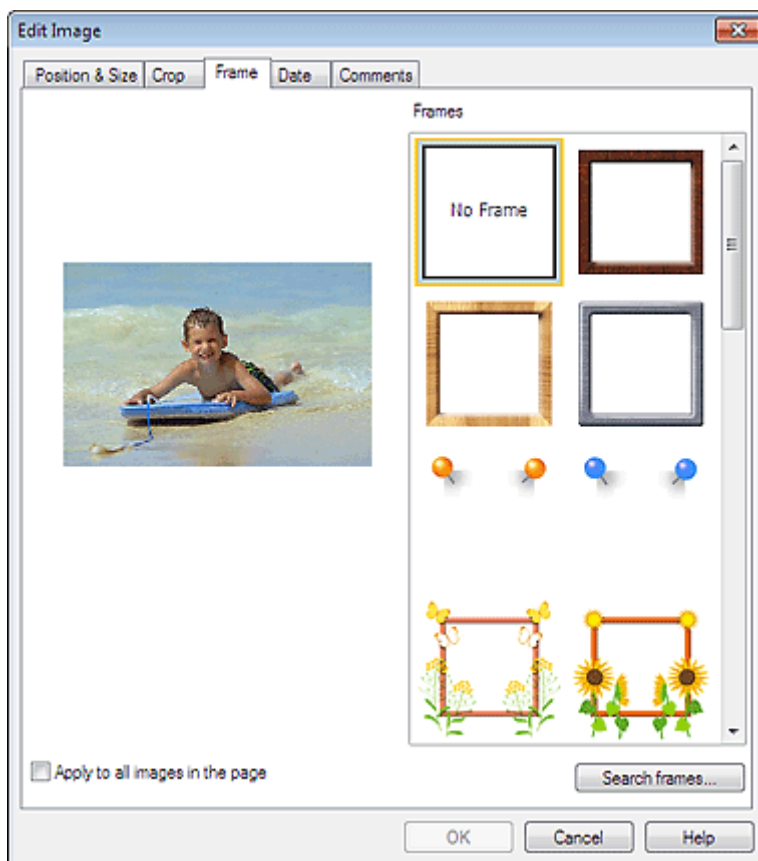 Edit Image
Position & Size Crop Frame Date Comments
Frames
No Frame
Apply to all images in the page
Search frames...
OK Cancel Help